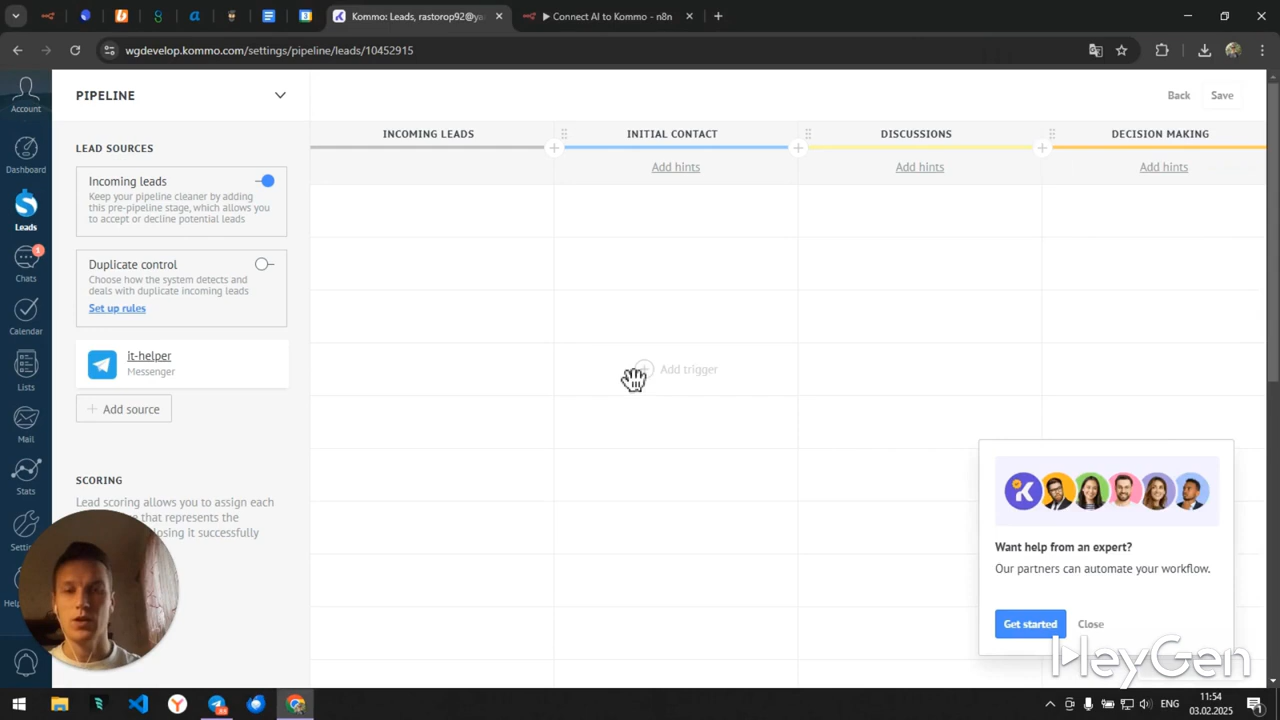 Kommo: Leads, rastorop92@ya
Connect AI to Kommo - n8n
wgdevelop.kommo.com/settings/pipeline/leads/10452915
Account
Dashboard
Leads
1
Chats
Calendar
Lists
Mail
Stats
PIPELINE
LEAD SOURCES
Incoming leads
Keep your pipeline cleaner by adding
this pre-pipeline stage, which allows you
to accept or decline potential leads
Duplicate control
Choose how the system detects and
deals with duplicate incoming leads
Set up rules
it-helper
Messenger
Add source
SCORING
Lead scoring allows you to assign each
that represents the
closing it successfully
Back
Save
INCOMING LEADS
INITIAL CONTACT
DISCUSSIONS
DECISION MAKING
Add hints
Add hints
Add hints
Add trigger
Want help from an expert?
Our partners can automate your workflow.
Get started
Close
HeyGen
ENG
11:54
03.02.2025
1